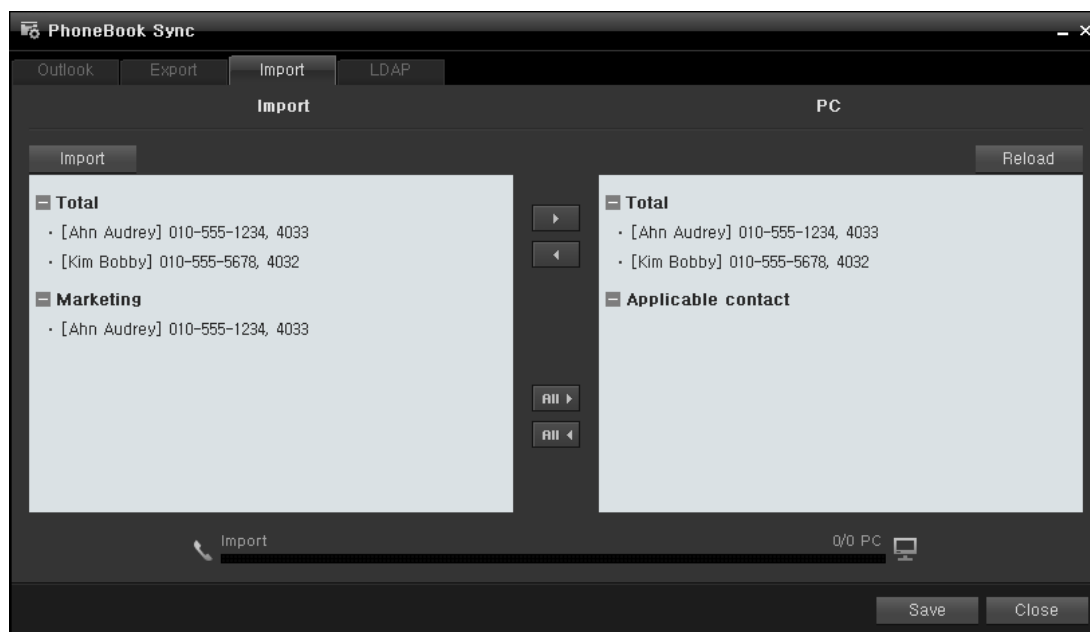 PhoneBook Sync
Outlook Export Import LDAP
Import PC
Import Reload
Total
· [Ahn Audrey] 010-555-1234, 4033
· [Kim Bobby] 010-555-5678, 4032
Marketing
· [Ahn Audrey] 010-555-1234, 4033
All
All
Total
· [Ahn Audrey] 010-555-1234, 4033
· [Kim Bobby] 010-555-5678, 4032
Applicable contact
Import 0/0 PC
Save Close